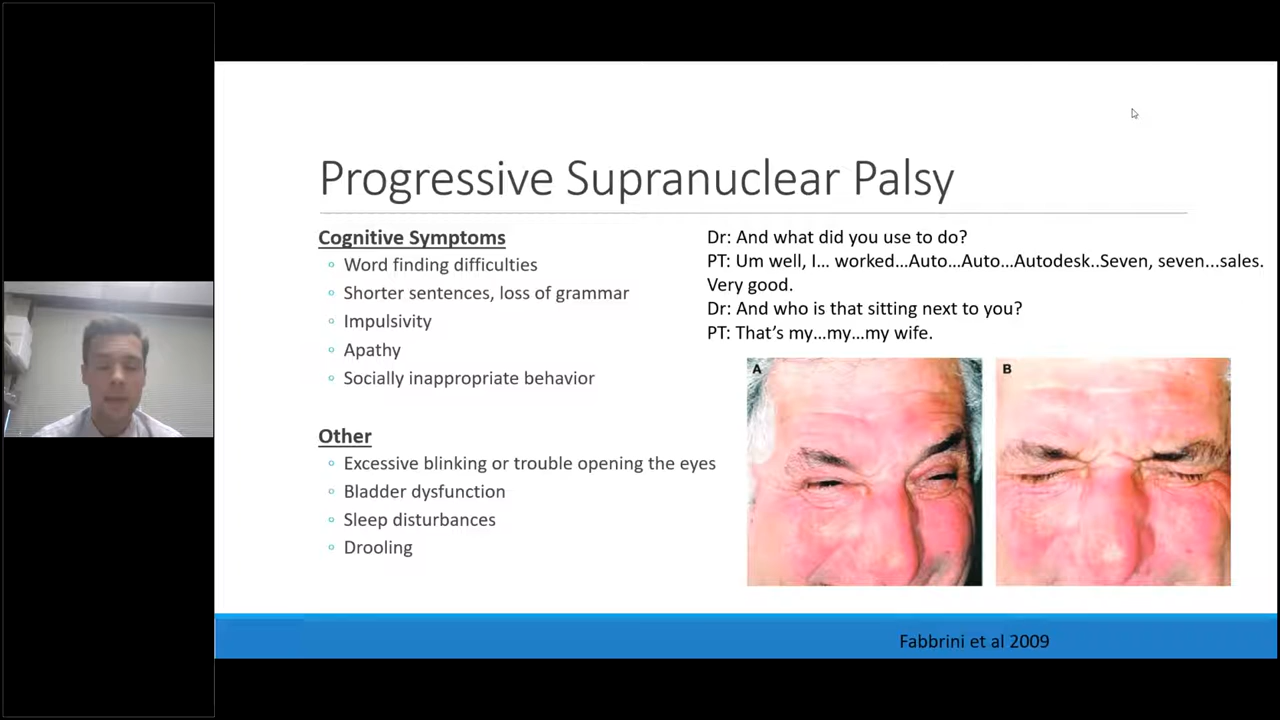 Progressive Supranuclear Palsy
Cognitive Symptoms
Word finding difficulties
Shorter sentences, loss of grammar
Impulsivity
Apathy
Socially inappropriate behavior
Other
Excessive blinking or trouble opening the eyes
Bladder dysfunction
Sleep disturbances
Drooling
Dr: And what did you use to do?
PT: Um well, I… worked…Auto…Auto…Autodesk..Seven, seven...sales.
Very good.
Dr: And who is that sitting next to you?
PT: That’s my…my…my wife.
A
B
Fabbrini et al 2009